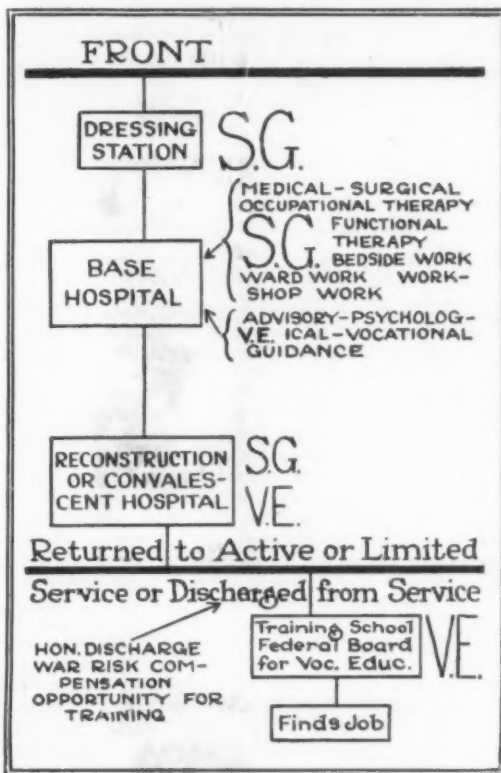 FRONT
DRESSING
STATION
S.G.
BASE
HOSPITAL
MEDICAL-SURGICAL
OCCUPATIONAL THERAPY
S.G. FUNCTIONAL
THERAPY
BEDSIDE WORK
WARD WORK WORK-
SHOP WORK
ADVISORY-PSYCHOLOG-
V.E. ICAL-VOCATIONAL
GUIDANCE
RECONSTRUCTION
OR CONVALES-
CENT HOSPITAL
S.G.
V.E.
Returned to Active or Limited
Service or Discharged from Service
HON. DISCHARGE
WAR RISK COM-
PENSATION
OPPORTUNITY FOR
TRAINING
Training School
Federal Board
for Voc. Educ.
V.E.
Finds Job